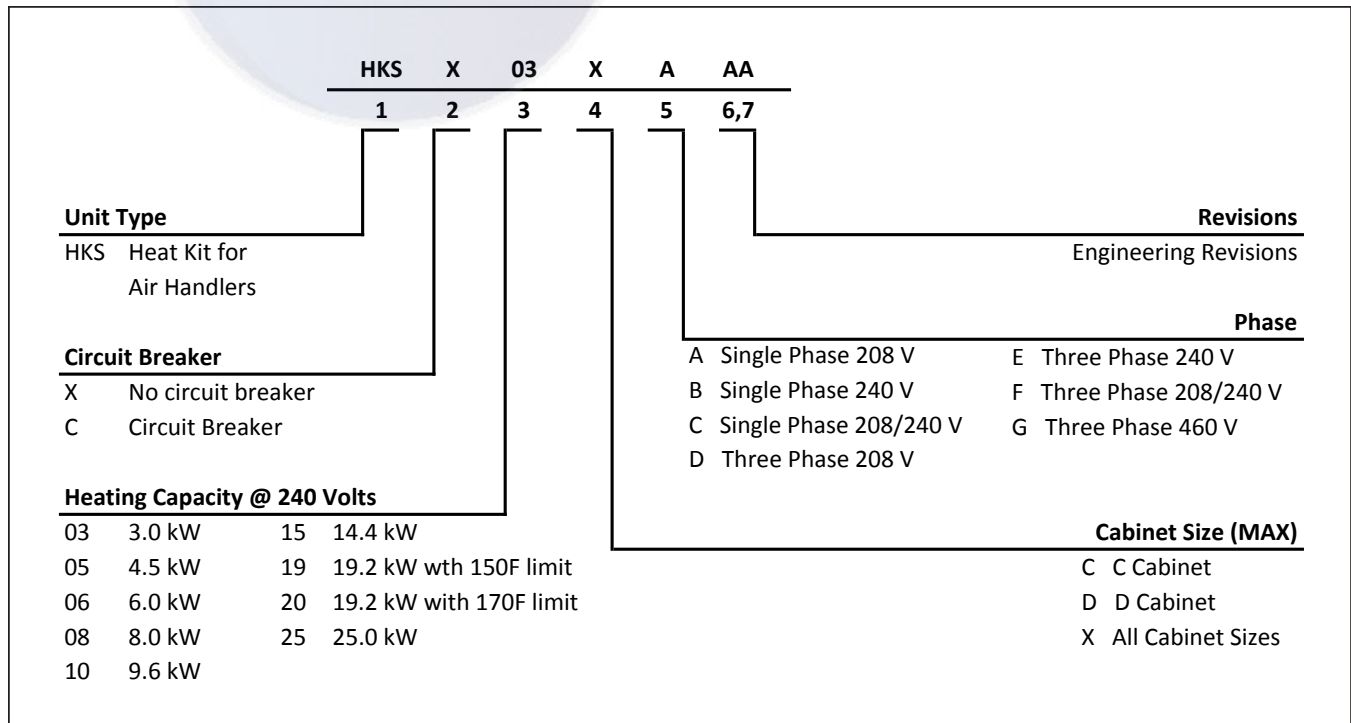 HKS X 03 X A AA
1 2 3 4 5 6,7
Unit Type
HKS Heat Kit for
Air Handlers
Revisions
Engineering Revisions
Circuit Breaker
X No circuit breaker
C Circuit Breaker
Phase
A Single Phase 208 V E Three Phase 240 V
B Single Phase 240 V F Three Phase 208/240 V
C Single Phase 208/240 V G Three Phase 460 V
D Three Phase 208 V
Heating Capacity @ 240 Volts
03 3.0 kW 15 14.4 kW
05 4.5 kW 19 19.2 kW wth 150F limit
06 6.0 kW 20 19.2 kW with 170F limit
08 8.0 kW 25 25.0 kW
10 9.6 kW
Cabinet Size (MAX)
C C Cabinet
D D Cabinet
X All Cabinet Sizes